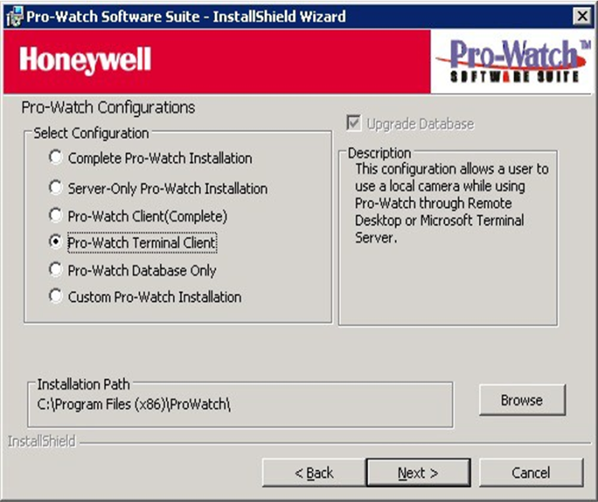 Pro-Watch Software Suite - InstallShield Wizard
Honeywell
Pro-Watch™
SOFTWARE SUITE
Pro-Watch Configurations
Select Configuration
Complete Pro-Watch Installation
Server-Only Pro-Watch Installation
Pro-Watch Client(Complete)
Pro-Watch Terminal Client
Pro-Watch Database Only
Custom Pro-Watch Installation
Upgrade Database
Description
This configuration allows a user to
use a local camera while using
Pro-Watch through Remote
Desktop or Microsoft Terminal
Server.
Installation Path
C:\Program Files (x86)\ProWatch\
Browse
InstallShield
< Back
Next >
Cancel